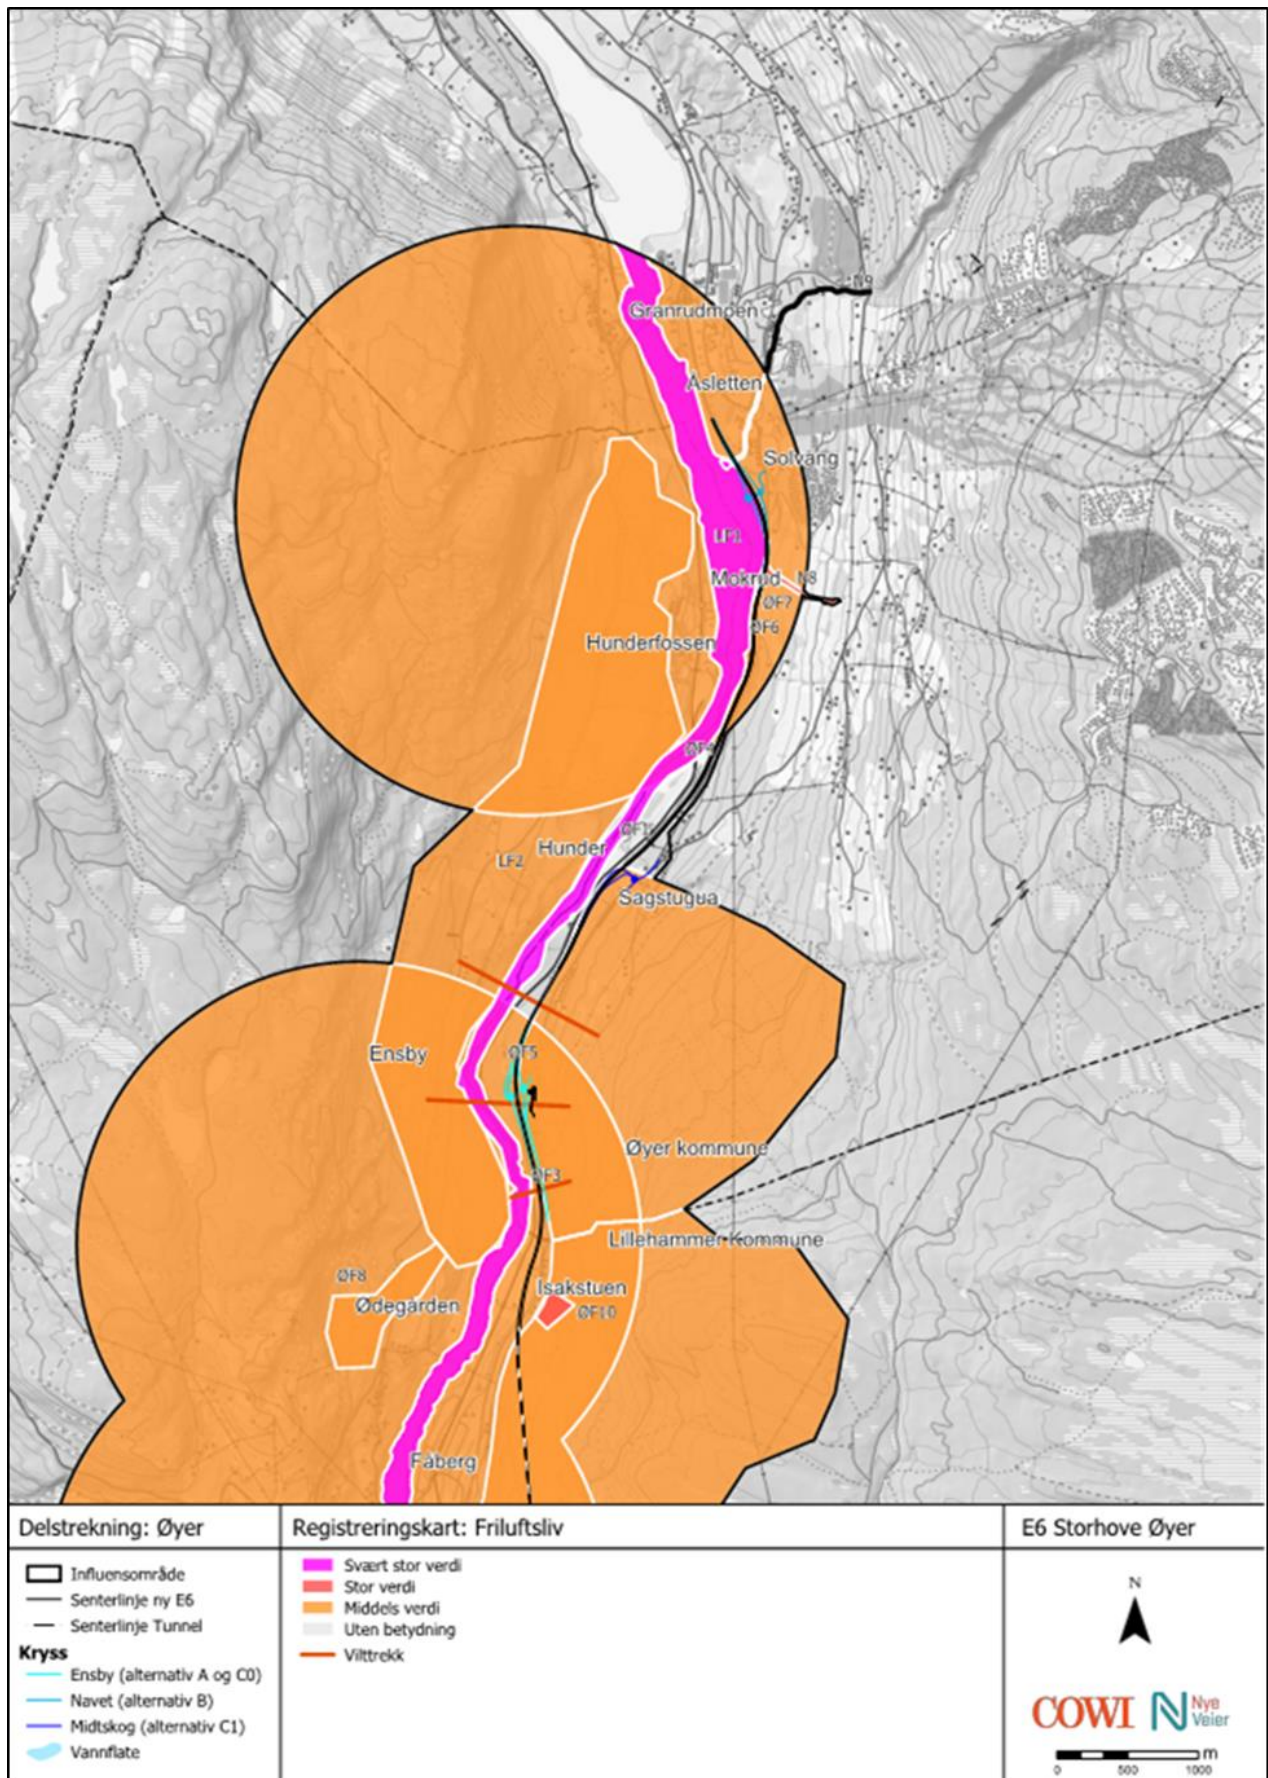 N9
Granrudmoen
Åsletten
Solvang
LF1
Mokrud
N8
ØF7
ØF6
Hunderfossen
ØF4
ØF1
Hunder
LF2
Sagstugua
Ensby
ØF5
Øyer kommune
ØF3
Lillehammer Kommune
ØF8
Isakstuen
Ødegården
ØF10
Fåberg
Delstrekning: Øyer
Registreringskart: Friluftsliv
E6 Storhove Øyer
Influensområde
Senterlinje ny E6
Senterlinje Tunnel
Kryss
Ensby (alternativ A og C0)
Navet (alternativ B)
Midtskog (alternativ C1)
Vannflate
Svært stor verdi
Stor verdi
Middels verdi
Uten betydning
Vilttrekk
N
COWI
N Nye
Veier
m
0 500 1000